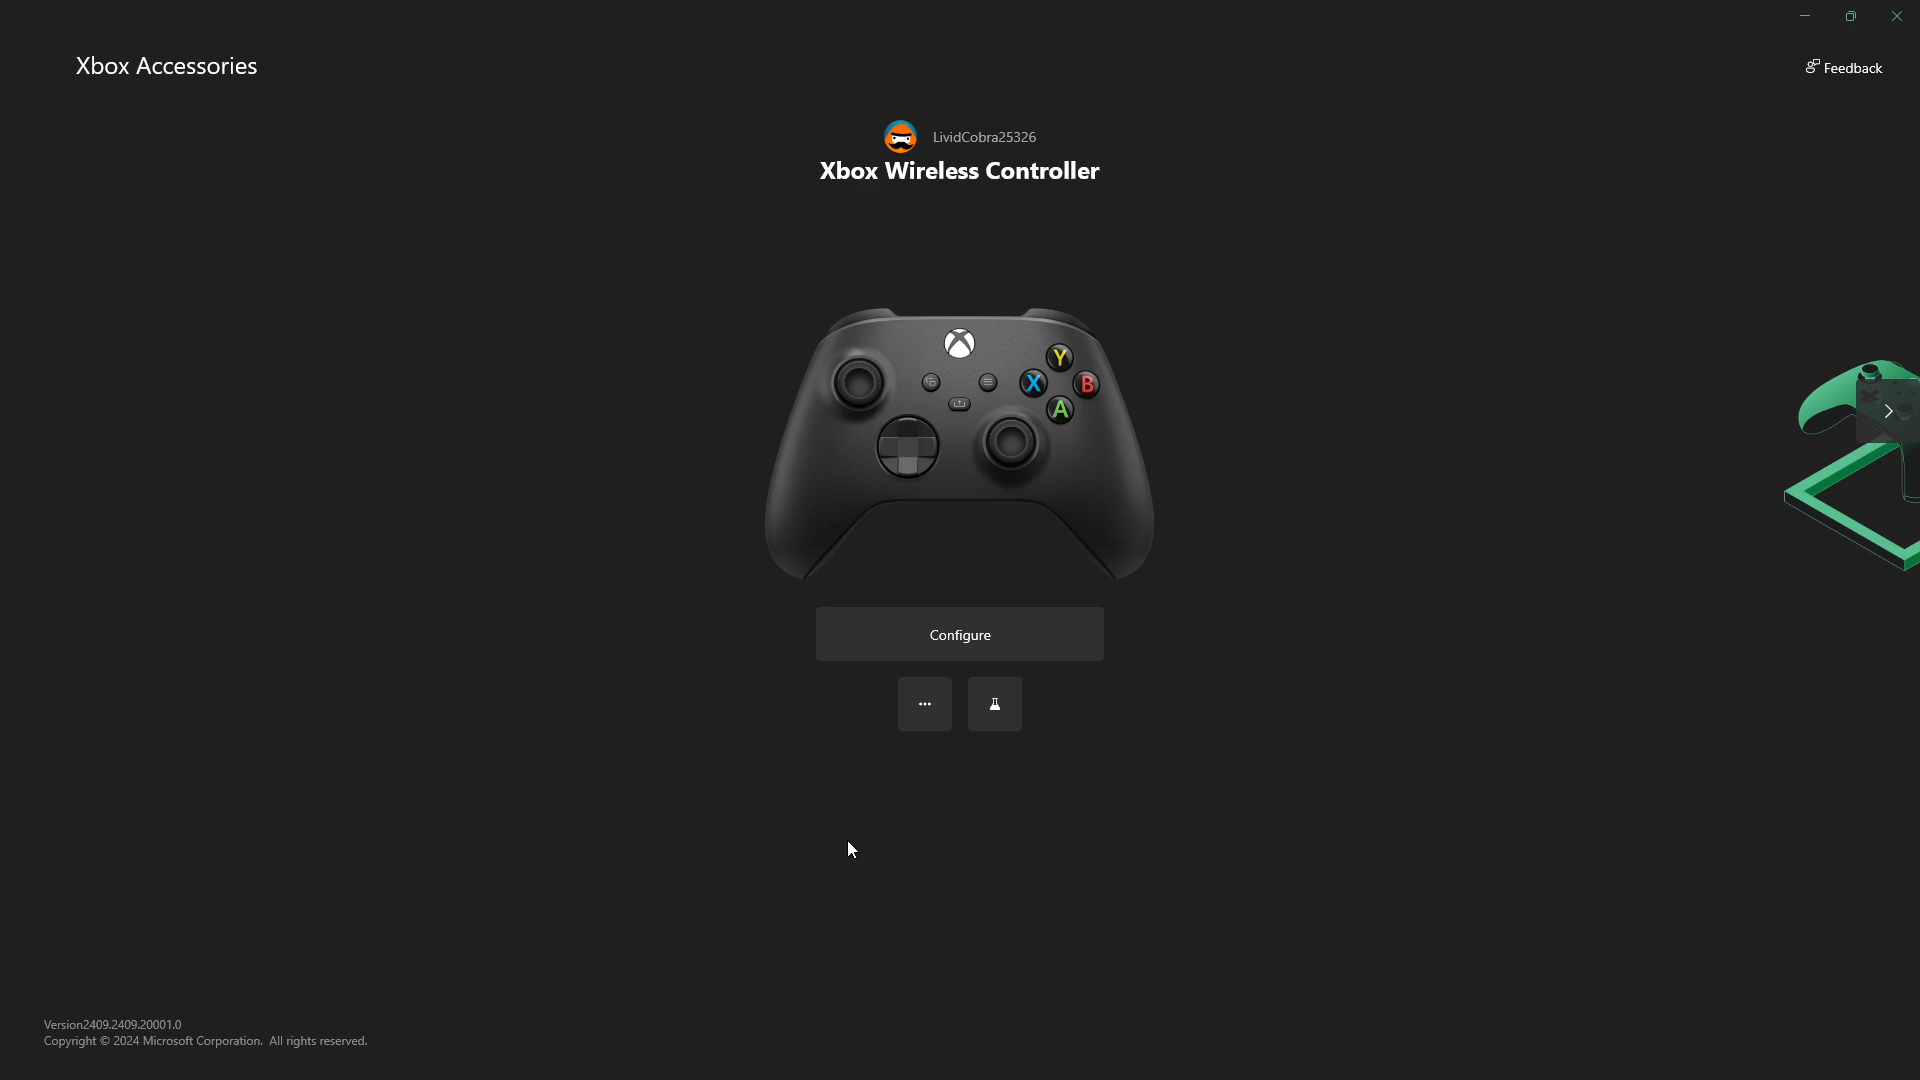 Xbox Accessories
Feedback
LividCobra25326
Xbox Wireless Controller
Y
X
B
A
Configure
Version2409.2409.20001.0
Copyright © 2024 Microsoft Corporation. All rights reserved.